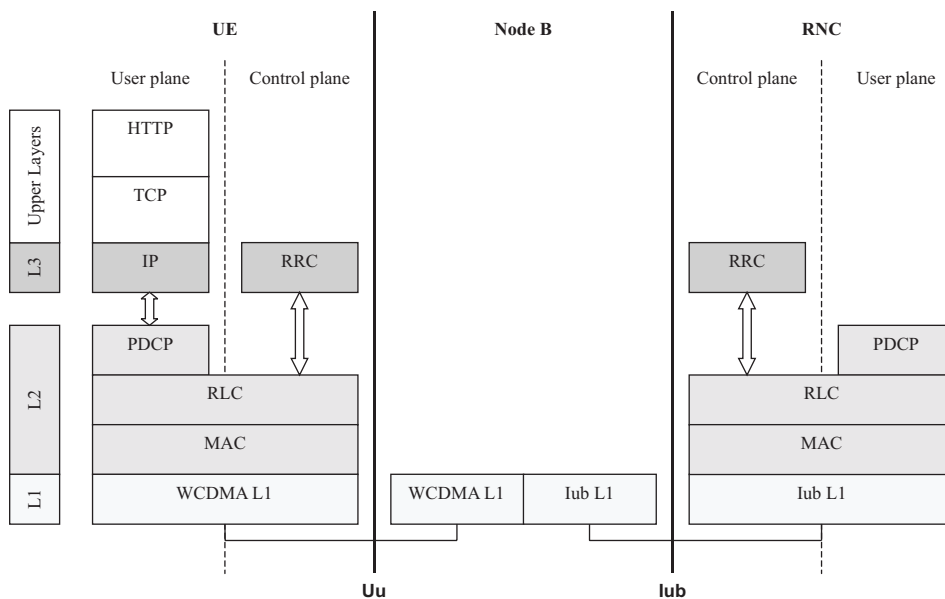 UE
Node B
RNC
User plane
Control plane
Control plane
User plane
Upper Layers
HTTP
TCP
L3
IP
RRC
RRC
L2
PDCP
PDCP
RLC
RLC
MAC
MAC
L1
WCDMA L1
WCDMA L1
Iub L1
Iub L1
Uu
Iub